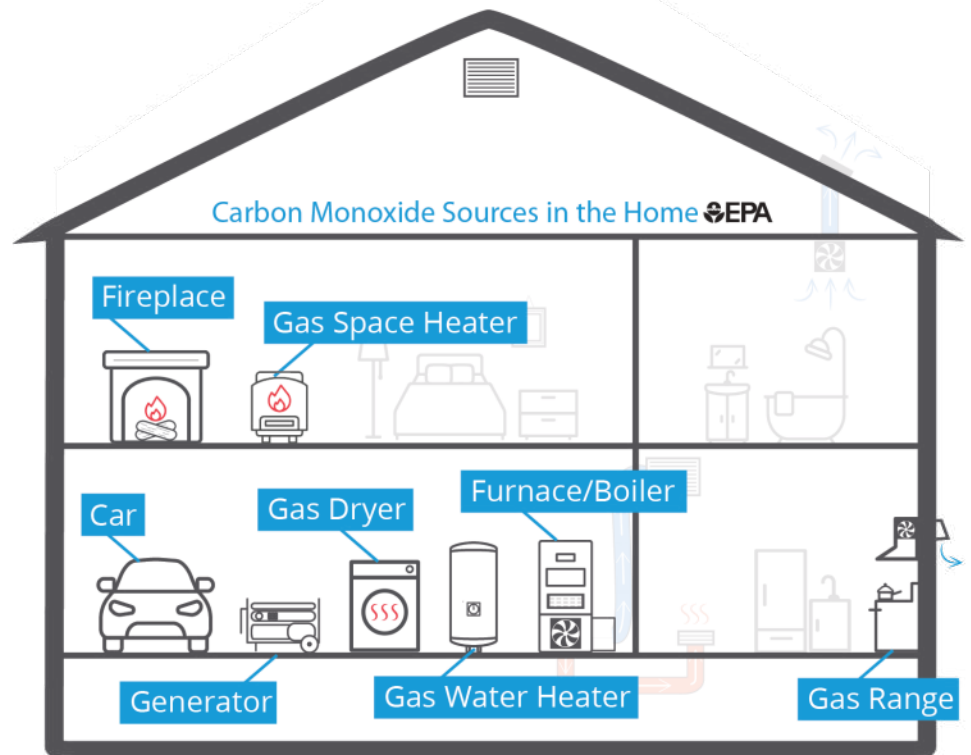 Carbon Monoxide Sources in the Home EPA
Fireplace
Gas Space Heater
Car
Gas Dryer
Furnace/Boiler
Generator
Gas Water Heater
Gas Range